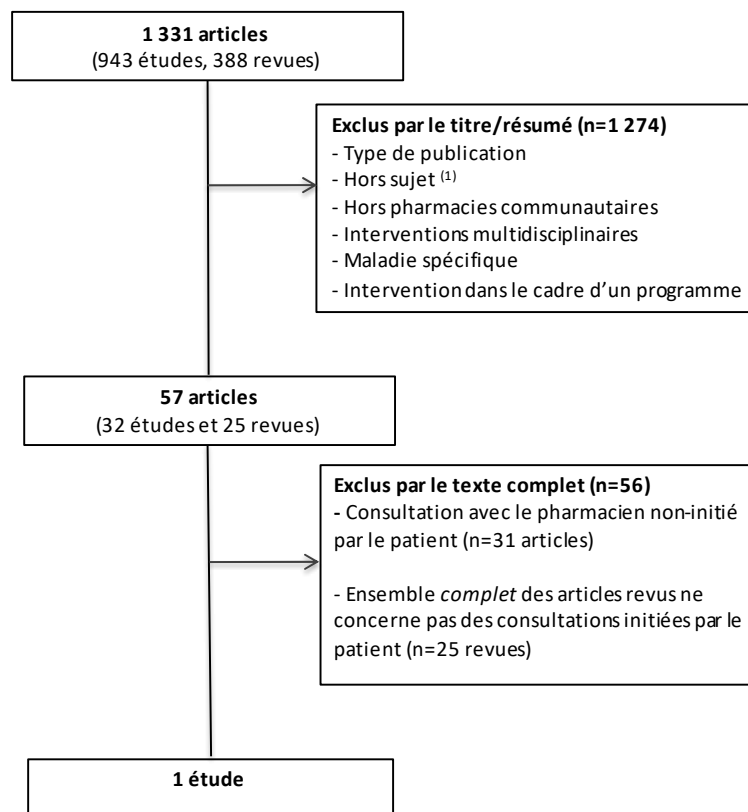 1 331 articles
(943 études, 388 revues)
Exclus par le titre/résumé (n=1 274)
- Type de publication
- Hors sujet (1)
- Hors pharmacies communautaires
- Interventions multidisciplinaires
- Maladie spécifique
- Intervention dans le cadre d’un programme
57 articles
(32 études et 25 revues)
Exclus par le texte complet (n=56)
- Consultation avec le pharmacien non-initié
par le patient (n=31 articles)
- Ensemble complet des articles revus ne
concerne pas des consultations initiées par le
patient (n=25 revues)
1 étude